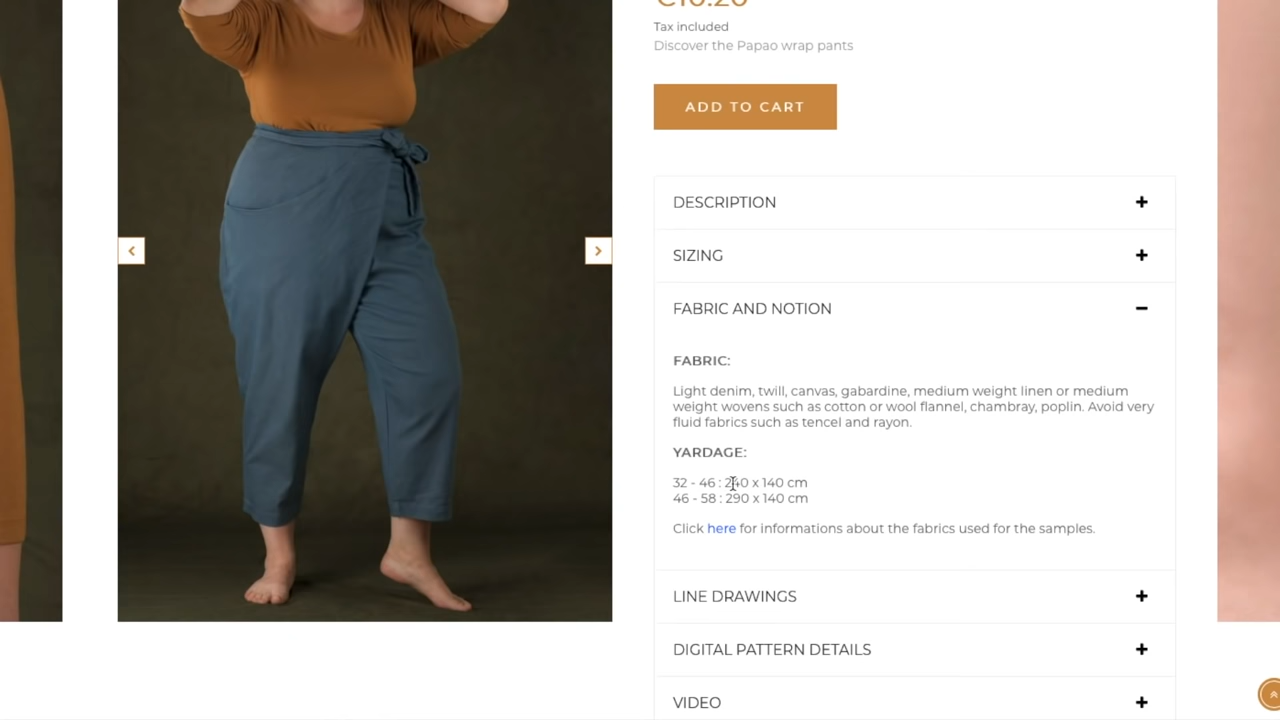 Tax included
Discover the Papao wrap pants
ADD TO CART
DESCRIPTION
SIZING
FABRIC AND NOTION
FABRIC:
Light denim, twill, canvas, gabardine, medium weight linen or medium
weight wovens such as cotton or wool flannel, chambray, poplin. Avoid very
fluid fabrics such as tencel and rayon.
YARDAGE:
32 - 46 : 240 x 140 cm
46 - 58 : 290 x 140 cm
Click here for informations about the fabrics used for the samples.
LINE DRAWINGS
DIGITAL PATTERN DETAILS
VIDEO